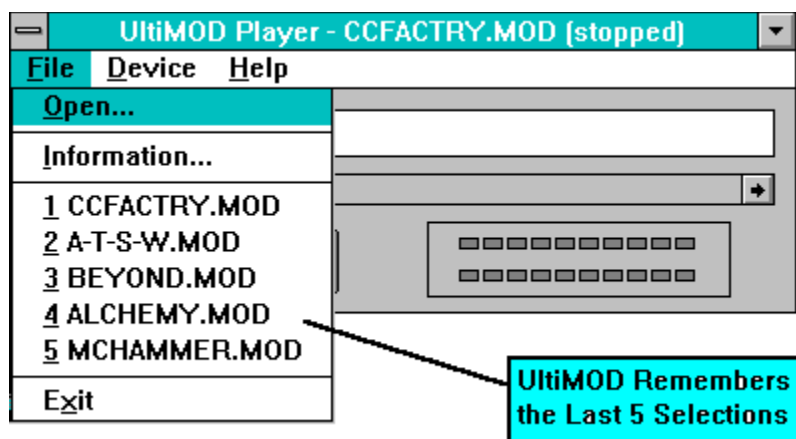 UltiMOD Player - CCFACTRY.MOD (stopped)
File Device Help
Open...
Information...
1 CCFACTRY.MOD
2 A-T-S-W.MOD
3 BEYOND.MOD
4 ALCHEMY.MOD
5 MCHAMMER.MOD
Exit
UltiMOD Remembers
the Last 5 Selections